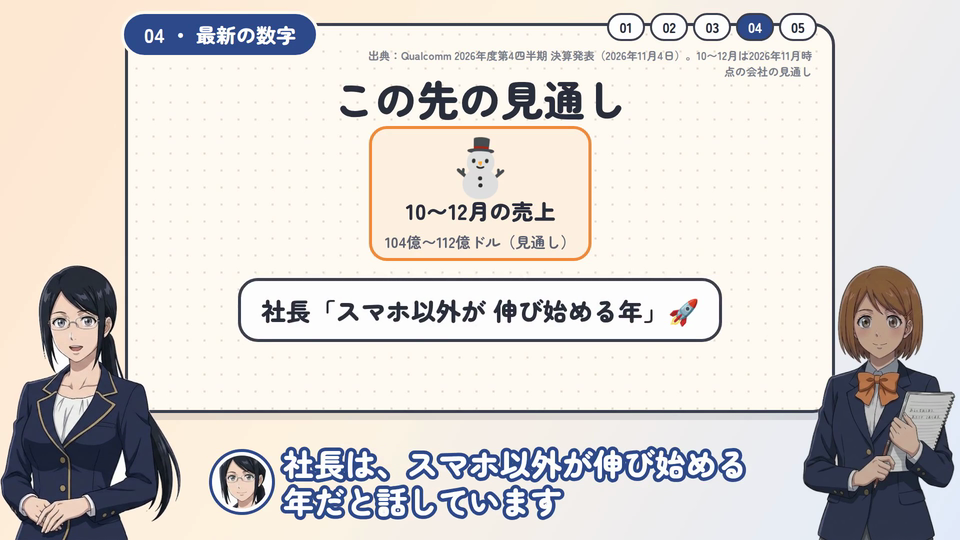 04 ・ 最新の数字
01 02 03 04 05
出典：Qualcomm 2026年度第4四半期 決算発表（2026年11月4日）。10〜12月は2026年11月時
点の会社の見通し
この先の見通し
10〜12月の売上
104億〜112億ドル（見通し）
社長「スマホ以外が 伸び始める年」
社長は、スマホ以外が伸び始める
年だと話しています